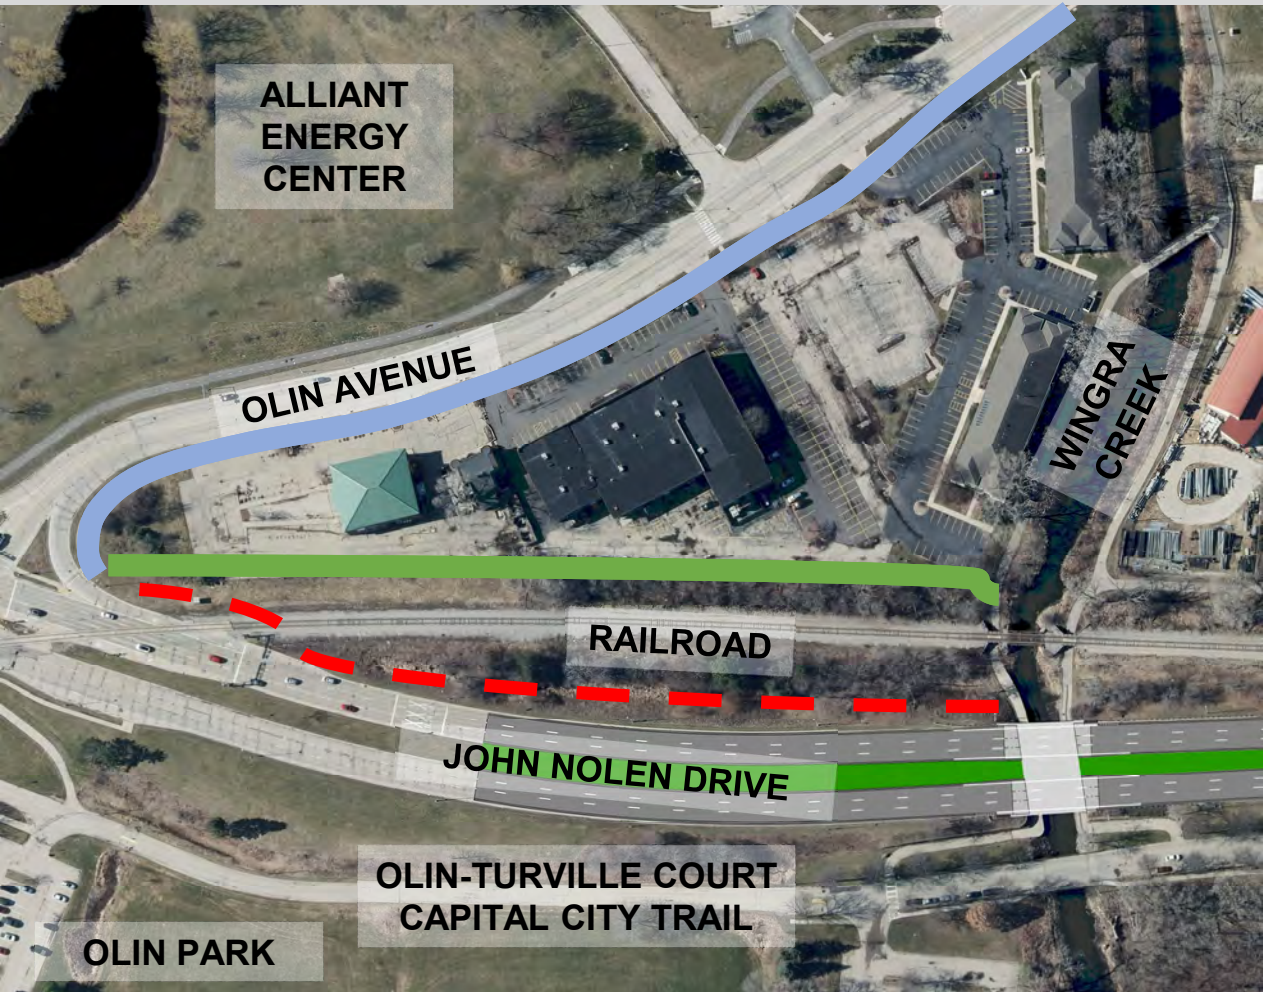 ALLIANT
ENERGY
CENTER
OLIN AVENUE
WINGRA
CREEK
RAILROAD
JOHN NOLEN DRIVE
OLIN-TURVILLE COURT
CAPITAL CITY TRAIL
OLIN PARK